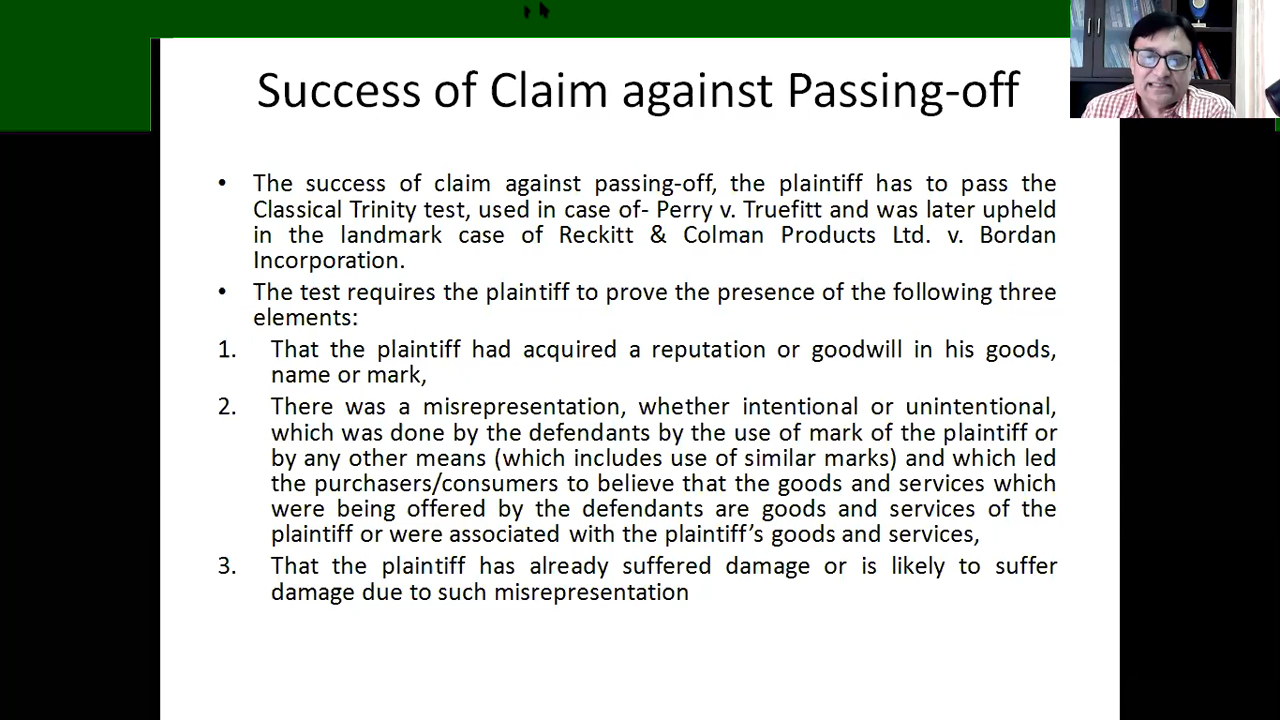 Success of Claim against Passing-off
• The success of claim against passing-off, the plaintiff has to pass the
Classical Trinity test, used in case of- Perry v. Truefitt and was later upheld
in the landmark case of Reckitt & Colman Products Ltd. v. Bordan
Incorporation.
• The test requires the plaintiff to prove the presence of the following three
elements:
1. That the plaintiff had acquired a reputation or goodwill in his goods,
name or mark,
2. There was a misrepresentation, whether intentional or unintentional,
which was done by the defendants by the use of mark of the plaintiff or
by any other means (which includes use of similar marks) and which led
the purchasers/consumers to believe that the goods and services which
were being offered by the defendants are goods and services of the
plaintiff or were associated with the plaintiff’s goods and services,
3. That the plaintiff has already suffered damage or is likely to suffer
damage due to such misrepresentation